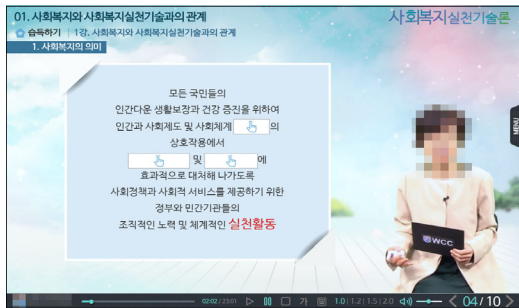 01. 사회복지와 사회복지실천기술과의 관계
사회복지실천기술론
습득하기 | 1강. 사회복지와 사회복지실천기술과의 관계
1. 사회복지의 의미
모든 국민들의
인간다운 생활보장과 건강 증진을 위하여
인간과 사회제도 및 사회체계 의
상호작용에서
및 에
효과적으로 대처해 나가도록
사회정책과 사회적 서비스를 제공하기 위한
정부와 민간기관들의
조직적인 노력 및 체계적인 실천활동
MENU
WCC
02:02 / 23:01 가 1.0 | 1.2 | 1.5 | 2.0 04 / 10